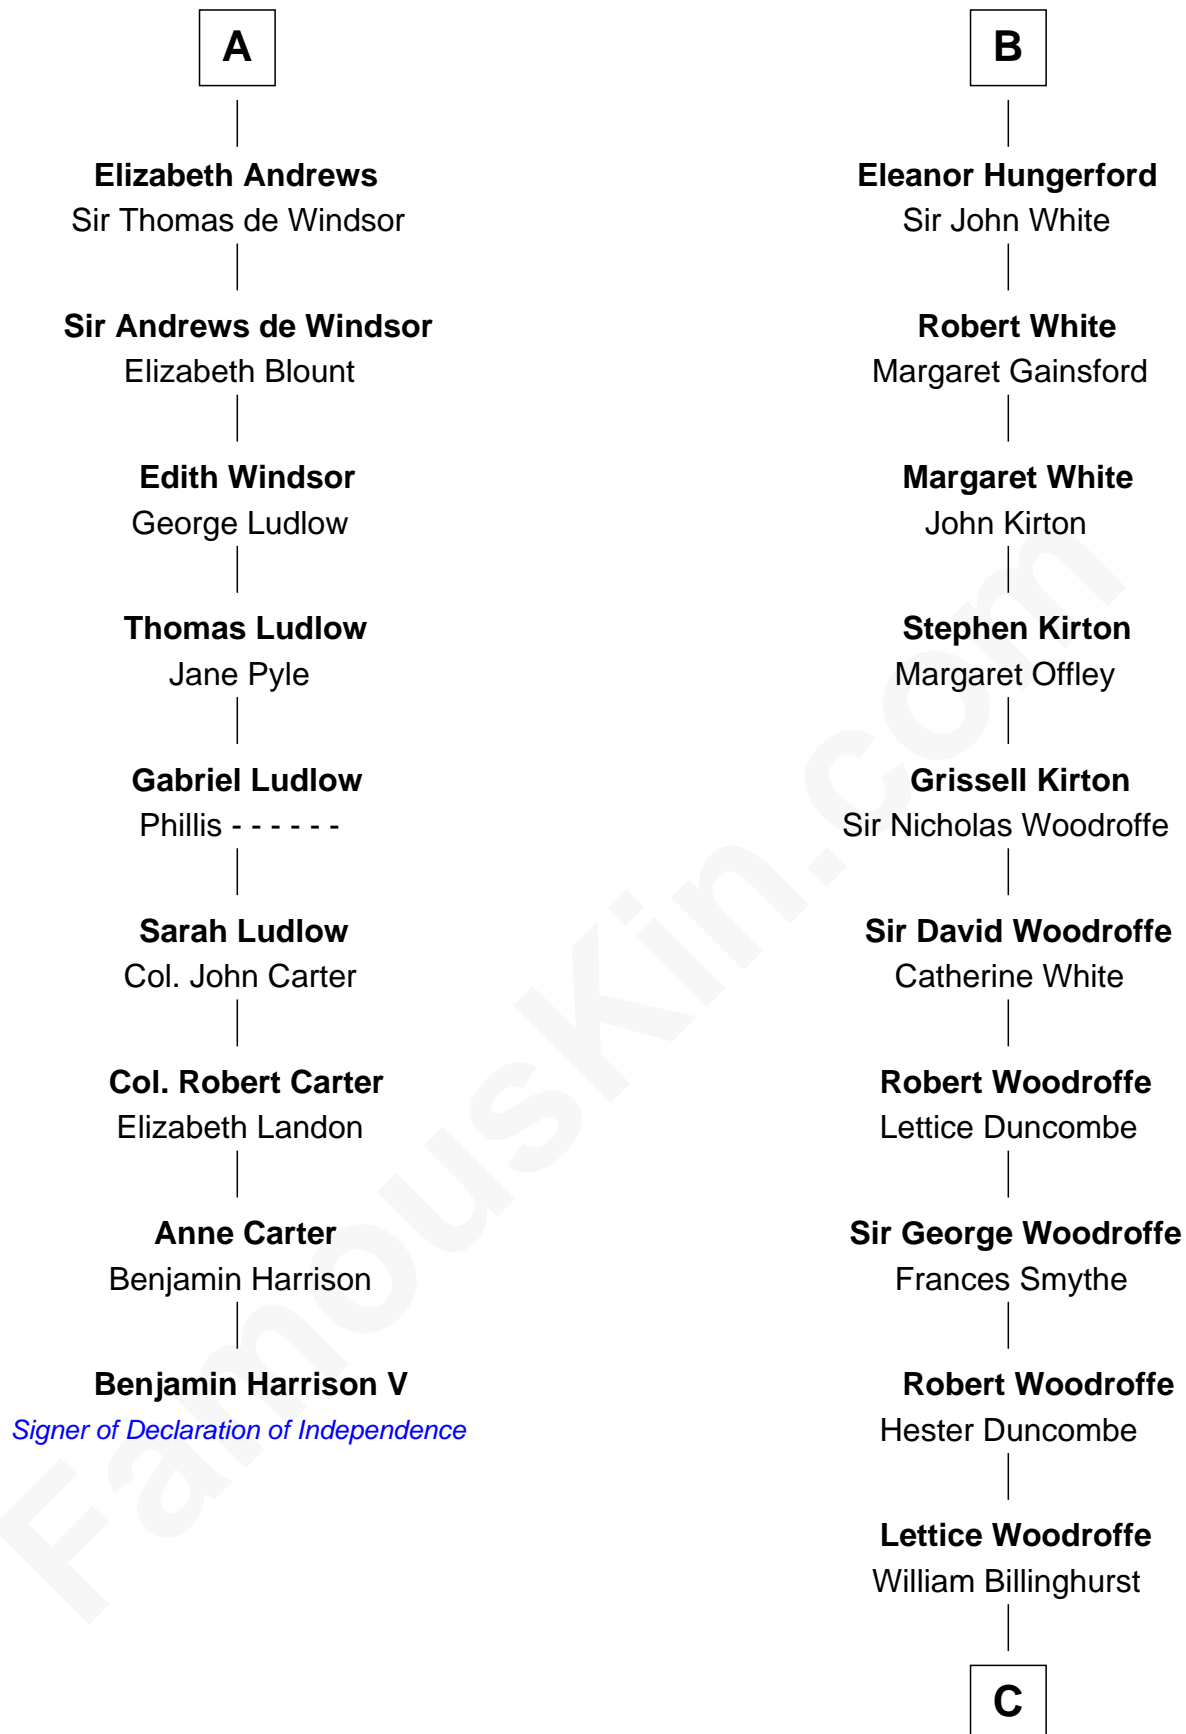 A
Elizabeth Andrews
Sir Thomas de Windsor
Sir Andrews de Windsor
Elizabeth Blount
Edith Windsor
George Ludlow
Thomas Ludlow
Jane Pyle
Gabriel Ludlow
Phillis - - - - - -
Sarah Ludlow
Col. John Carter
Col. Robert Carter
Elizabeth Landon
Anne Carter
Benjamin Harrison
Benjamin Harrison V
Signer of Declaration of Independence
B
Eleanor Hungerford
Sir John White
Robert White
Margaret Gainsford
Margaret White
John Kirton
Stephen Kirton
Margaret Offley
Grissell Kirton
Sir Nicholas Woodroffe
Sir David Woodroffe
Catherine White
Robert Woodroffe
Lettice Duncombe
Sir George Woodroffe
Frances Smythe
Robert Woodroffe
Hester Duncombe
Lettice Woodroffe
William Billinghurst
C
FamousKin.com